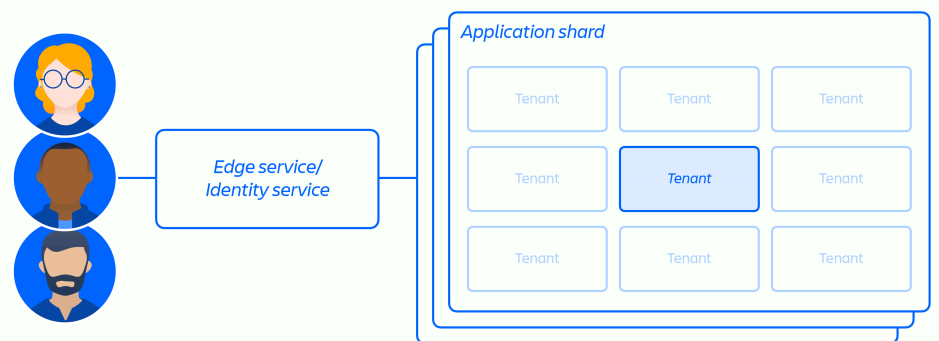 Application shard
Edge service/
Identity service
Tenant
Tenant
Tenant
Tenant
Tenant
Tenant
Tenant
Tenant
Tenant